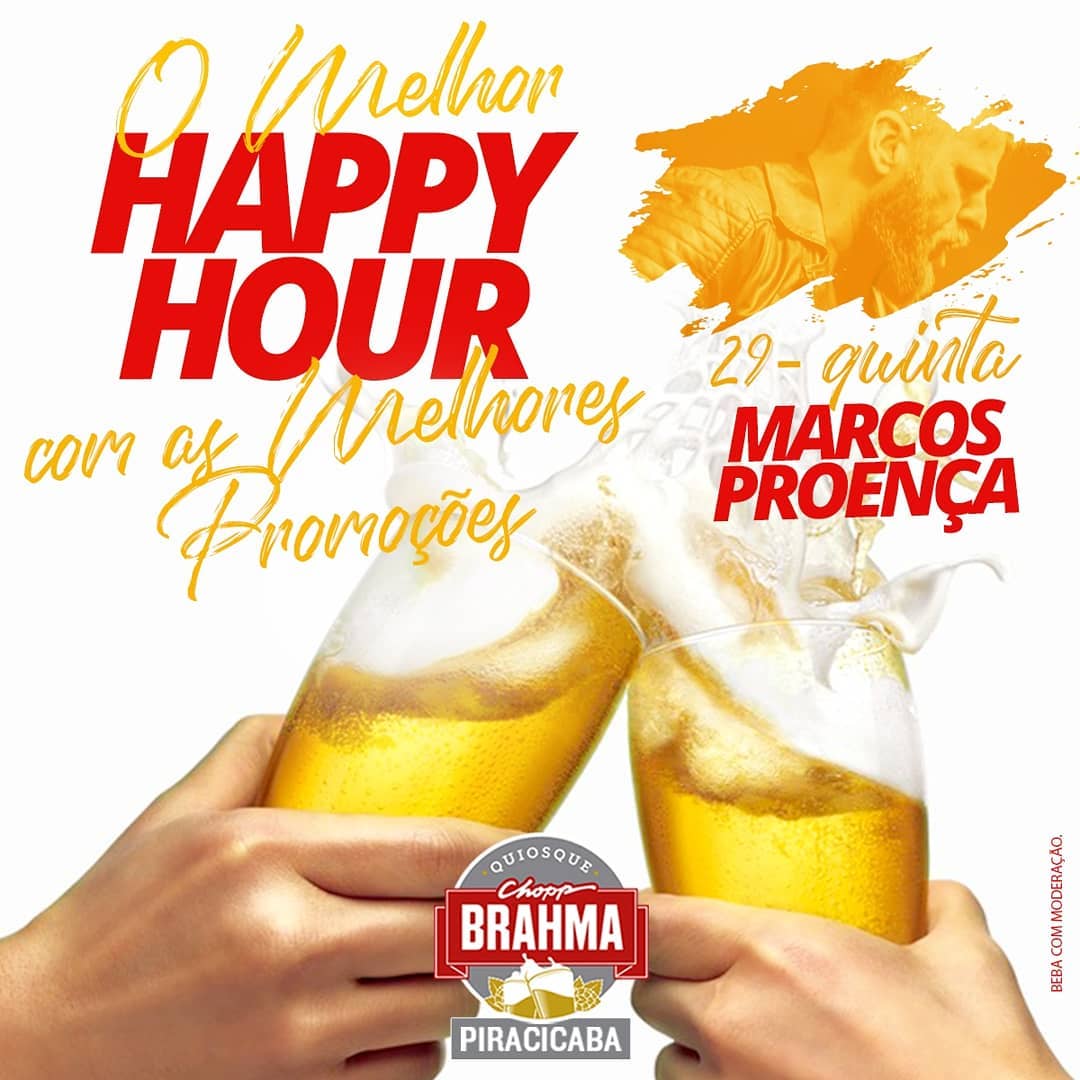 O Melhor
HAPPY
HOUR
com as Melhores
Promoções
29 - quinta
MARCOS
PROENÇA
QUIOSQUE
Chopp
BRAHMA
PIRACICABA
BEBA COM MODERAÇÃO.